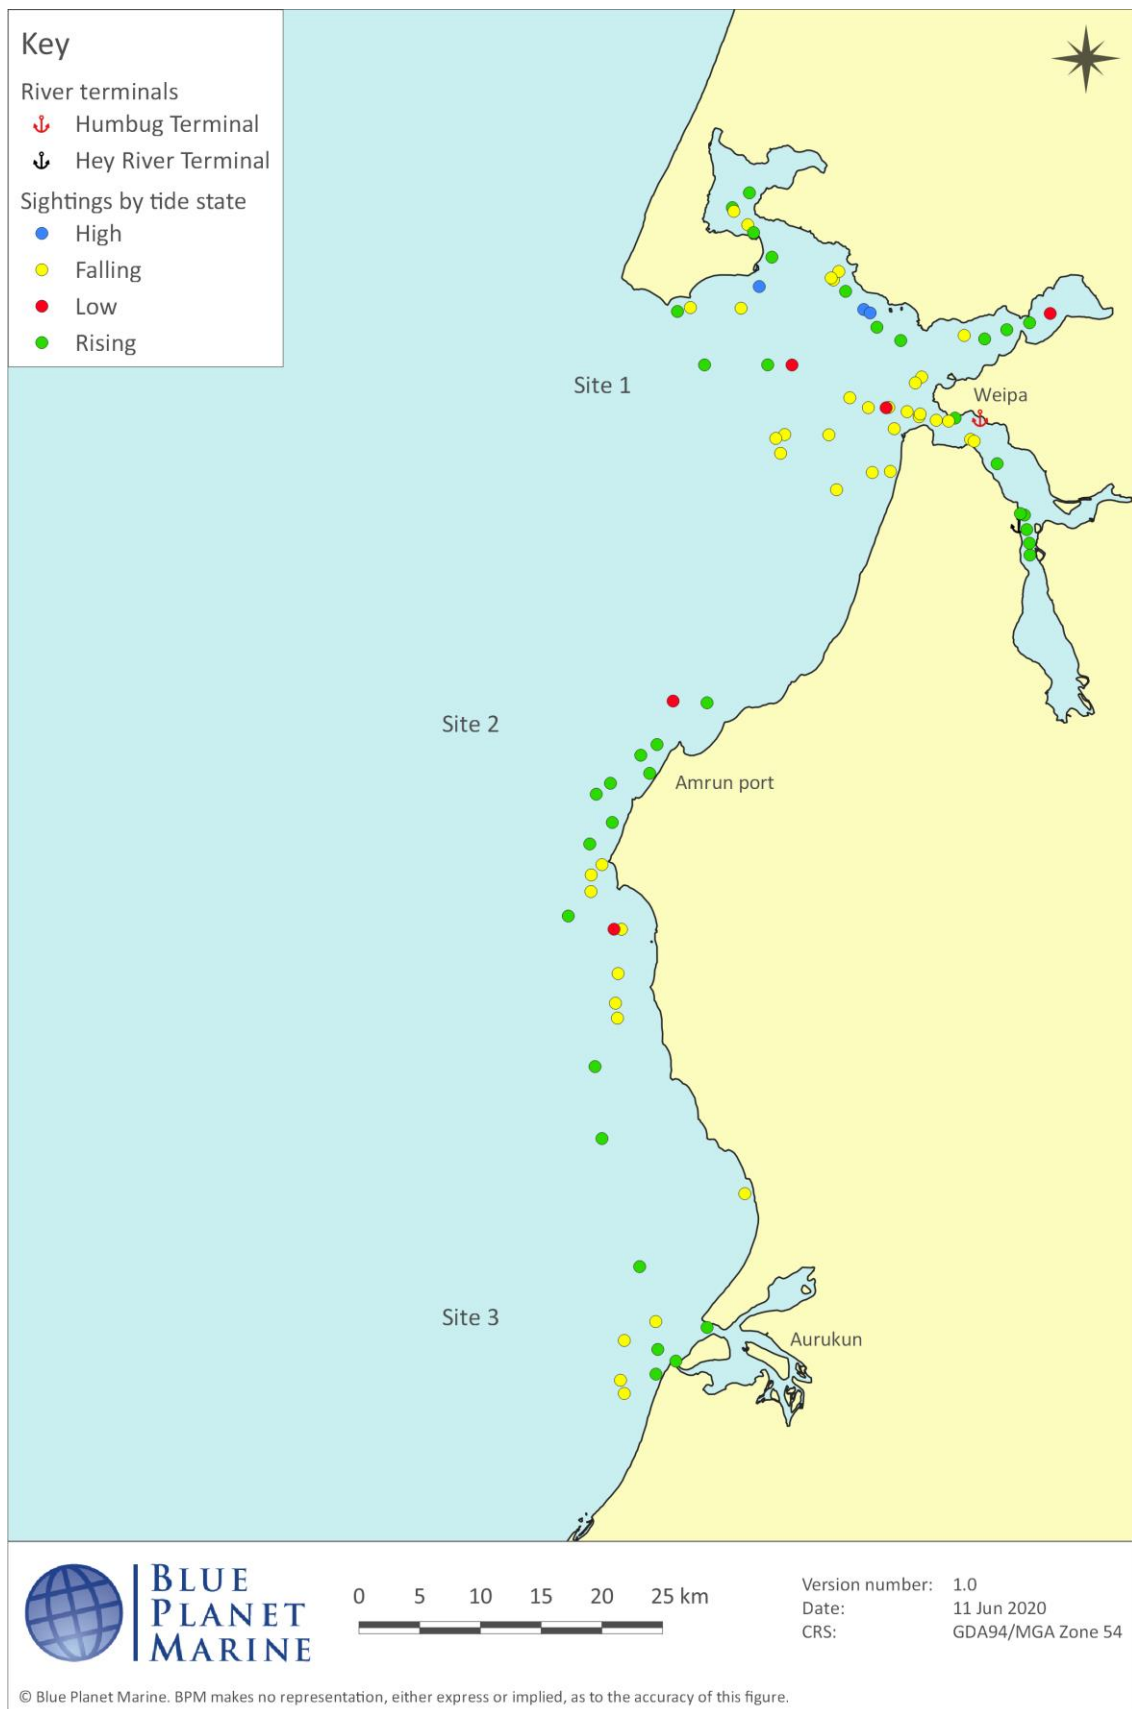 Key
River terminals
Humbug Terminal
Hey River Terminal
Sightings by tide state
High
Falling
Low
Rising
Site 1
Weipa
Site 2
Amrun port
Site 3
Aurukun
BLUE
PLANET
MARINE
0 5 10 15 20 25 km
Version number: 1.0
Date: 11 Jun 2020
CRS: GDA94/MGA Zone 54
© Blue Planet Marine. BPM makes no representation, either express or implied, as to the accuracy of this figure.